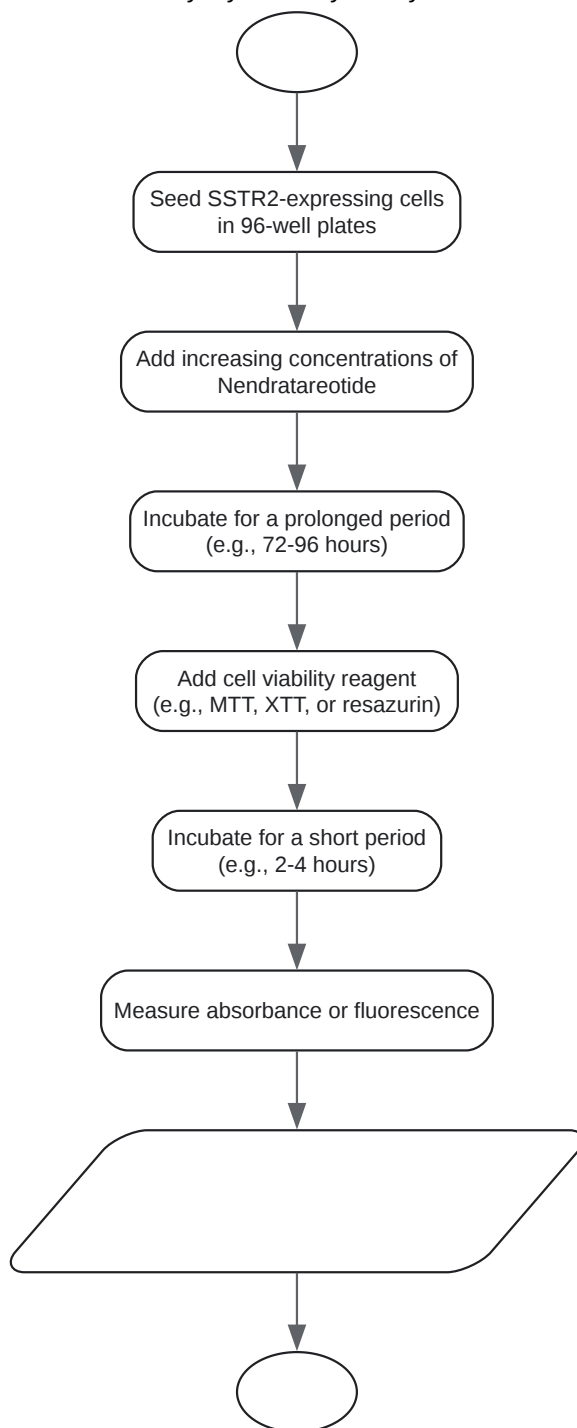 Seed SSTR2-expressing cells
in 96-well plates
Add increasing concentrations of
Nendratareotide
Incubate for a prolonged period
(e.g., 72-96 hours)
Add cell viability reagent
(e.g., MTT, XTT, or resazurin)
Incubate for a short period
(e.g., 2-4 hours)
Measure absorbance or fluorescence